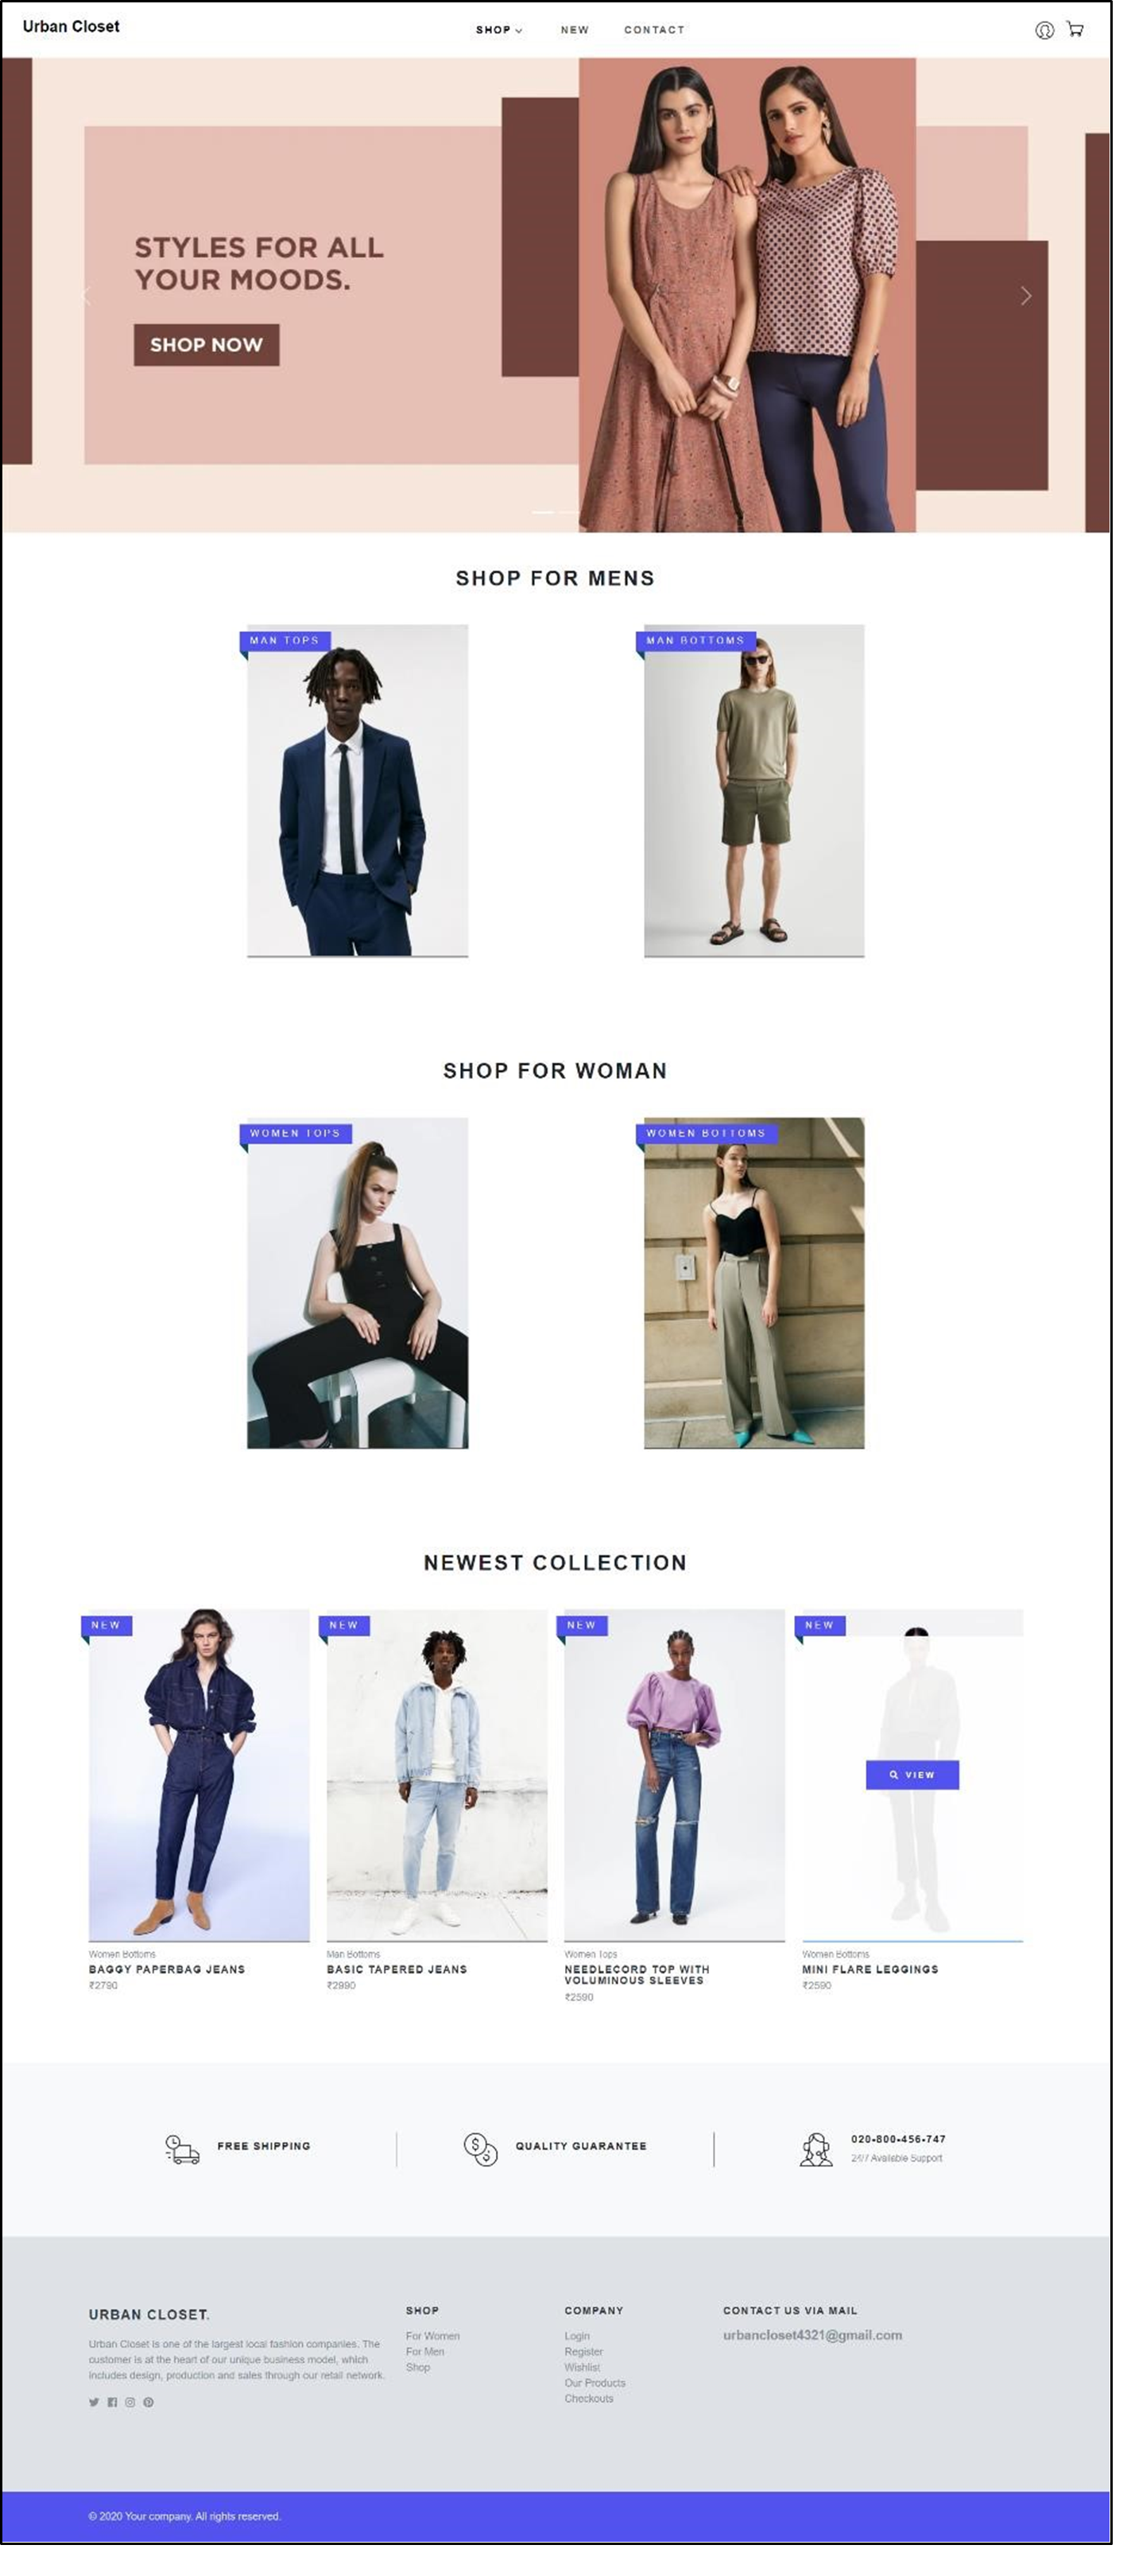 Urban Closet
SHOP
NEW
CONTACT
STYLES FOR ALL
YOUR MOODS.
SHOP NOW
SHOP FOR MENS
MAN TOPS
MAN BOTTOMS
SHOP FOR WOMAN
WOMEN TOPS
WOMEN BOTTOMS
NEWEST COLLECTION
NEW
NEW
NEW
NEW
VIEW
Women Bottoms
BAGGY PAPERBAG JEANS
₹2790
Man Bottoms
BASIC TAPERED JEANS
₹2990
Women Tops
NEEDLECORD TOP WITH
VOLUMINOUS SLEEVES
₹2590
Women Bottoms
MINI FLARE LEGGINGS
₹2590
FREE SHIPPING
QUALITY GUARANTEE
020-800-456-747
24/7 Available Support
URBAN CLOSET.
Urban Closet is one of the largest local fashion companies. The
customer is at the heart of our unique business model, which
includes design, production and sales through our retail network.
SHOP
For Women
For Men
Shop
COMPANY
Login
Register
Wishlist
Our Products
Checkouts
CONTACT US VIA MAIL
urbancloset4321@gmail.com
© 2020 Your company. All rights reserved.